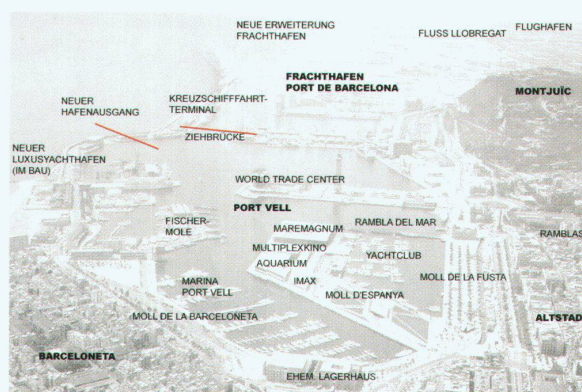 NEUE ERWEITERUNG
FRACHTHAFEN
FLUSS LLOBREGAT
FLUGHAFEN
FRACHTHAFEN
PORT DE BARCELONA
MONTJUÏC
NEUER
HAFENAUSGANG
KREUZSCHIFFFAHRT-
TERMINAL
ZIEHBRÜCKE
NEUER
LUXUSYACHTHAFEN
(IM BAU)
WORLD TRADE CENTER
PORT VELL
FISCHER-
MOLE
MAREMAGNUM
RAMBLA DEL MAR
RAMBLAS
MULTIPLEXKINO
YACHTCLUB
AQUARIUM
MARINA
PORT VELL
IMAX
MOLL DE LA FUSTA
MOLL D'ESPANYA
MOLL DE LA BARCELONETA
ALTSTAD
BARCELONETA
EHEM. LAGERHAUS